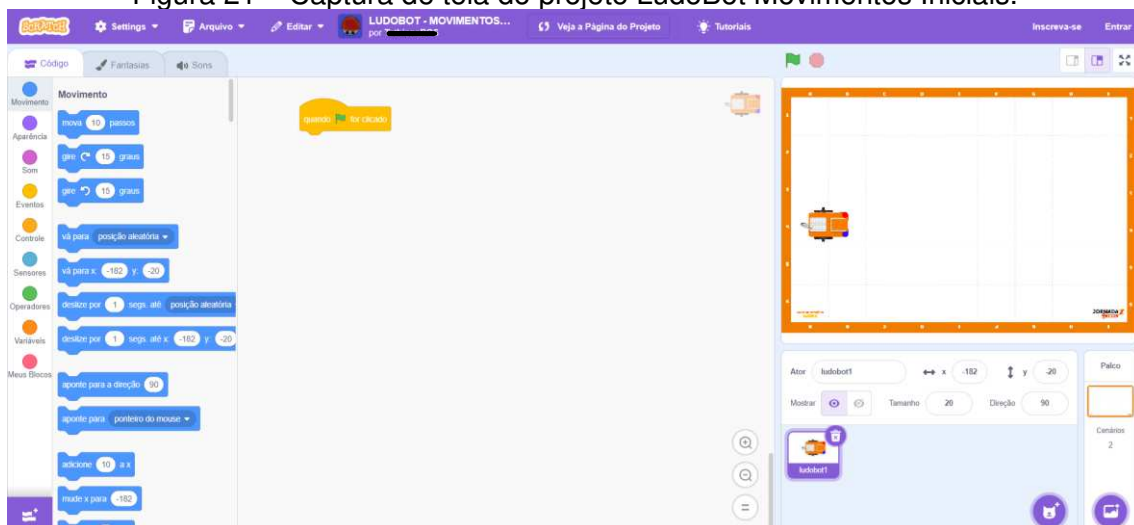 Figura 21 – Captura de tela do projeto LudoBot Movimentos Iniciais.
SCRATCH
Settings
Arquivo
Editar
LUDOBOT - MOVIMENTOS...
por
Veja a Página do Projeto
Tutoriais
Inscreva-se
Entrar
Código
Fantasias
Sons
Movimento
Aparência
Som
Eventos
Controle
Sensores
Operadores
Variáveis
Meus Blocos
Movimento
mova 10 passos
gire 15 graus
gire 15 graus
vá para posição aleatória
vá para x: -182 y: -20
deslize por 1 segs. até posição aleatória
deslize por 1 segs. até x: -182 y: -20
aponte para a direção 90
aponte para ponteiro do mouse
adicione 10 a x
mude x para -182
quando for clicado
JORNADA X
Ator ludobot1 x -182 y -20
Mostrar Tamanho 20 Direção 90
ludobot1
Palco
Cenários
2